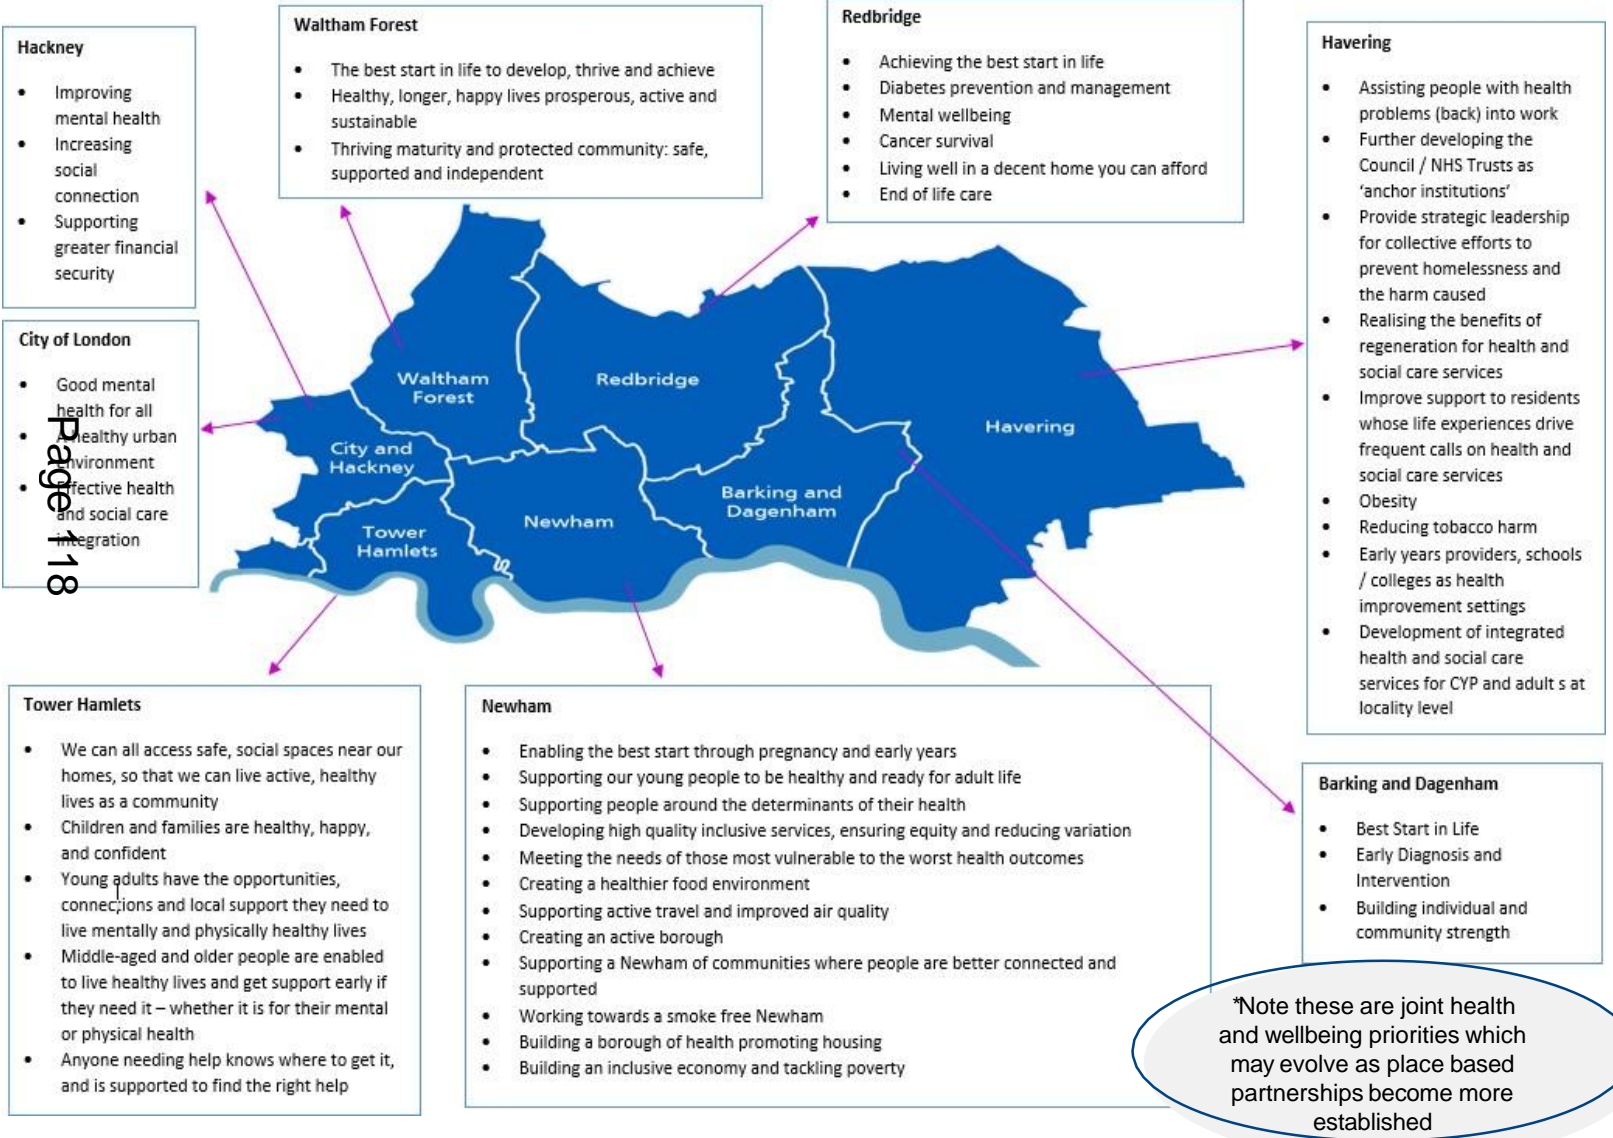 Hackney
• Improving
mental health
• Increasing
social
connection
• Supporting
greater financial
security
Waltham Forest
• The best start in life to develop, thrive and achieve
• Healthy, longer, happy lives prosperous, active and
sustainable
• Thriving maturity and protected community: safe,
supported and independent
Redbridge
• Achieving the best start in life
• Diabetes prevention and management
• Mental wellbeing
• Cancer survival
• Living well in a decent home you can afford
• End of life care
Havering
• Assisting people with health
problems (back) into work
• Further developing the
Council / NHS Trusts as
‘anchor institutions’
• Provide strategic leadership
for collective efforts to
prevent homelessness and
the harm caused
• Realising the benefits of
regeneration for health and
social care services
• Improve support to residents
whose life experiences drive
frequent calls on health and
social care services
• Obesity
• Reducing tobacco harm
• Early years providers, schools
/ colleges as health
improvement settings
• Development of integrated
health and social care
services for CYP and adult s at
locality level
City of London
• Good mental
health for all
• A healthy urban
environment
• Effective health
and social care
integration
Page 118
Waltham
Forest
Redbridge
Havering
City and
Hackney
Tower
Hamlets
Newham
Barking and
Dagenham
Tower Hamlets
• We can all access safe, social spaces near our
homes, so that we can live active, healthy
lives as a community
• Children and families are healthy, happy,
and confident
• Young adults have the opportunities,
connections and local support they need to
live mentally and physically healthy lives
• Middle-aged and older people are enabled
to live healthy lives and get support early if
they need it – whether it is for their mental
or physical health
• Anyone needing help knows where to get it,
and is supported to find the right help
Newham
• Enabling the best start through pregnancy and early years
• Supporting our young people to be healthy and ready for adult life
• Supporting people around the determinants of their health
• Developing high quality inclusive services, ensuring equity and reducing variation
• Meeting the needs of those most vulnerable to the worst health outcomes
• Creating a healthier food environment
• Supporting active travel and improved air quality
• Creating an active borough
• Supporting a Newham of communities where people are better connected and
supported
• Working towards a smoke free Newham
• Building a borough of health promoting housing
• Building an inclusive economy and tackling poverty
Barking and Dagenham
• Best Start in Life
• Early Diagnosis and
Intervention
• Building individual and
community strength
*Note these are joint health
and wellbeing priorities which
may evolve as place based
partnerships become more
established